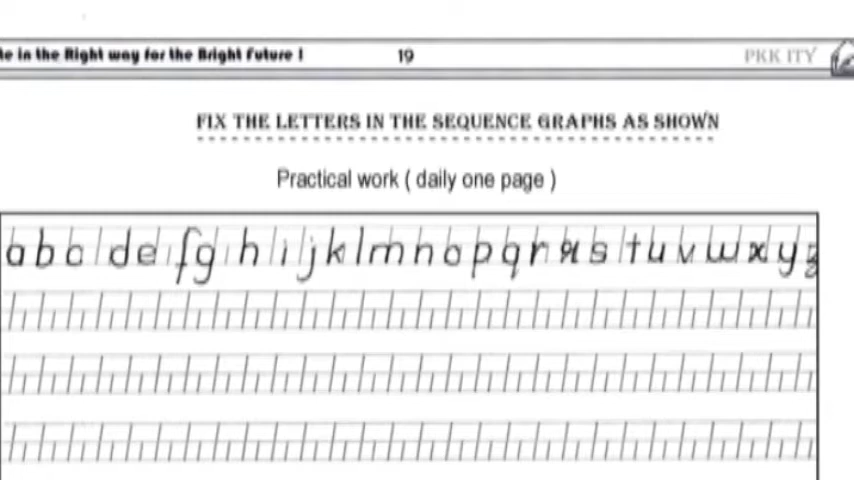 te in the Right way for the Bright Future ! 19 PKK ITY
FIX THE LETTERS IN THE SEQUENCE GRAPHS AS SHOWN
Practical work ( daily one page )
a b c d e f g h i j k l m n o p q r s t u v w x y z